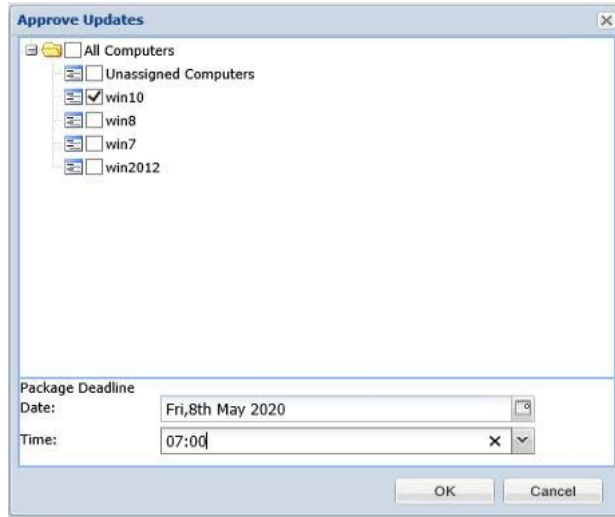 Approve Updates
All Computers
Unassigned Computers
win10
win8
win7
win2012
Package Deadline
Date: Fri,8th May 2020
Time: 07:00
OK Cancel